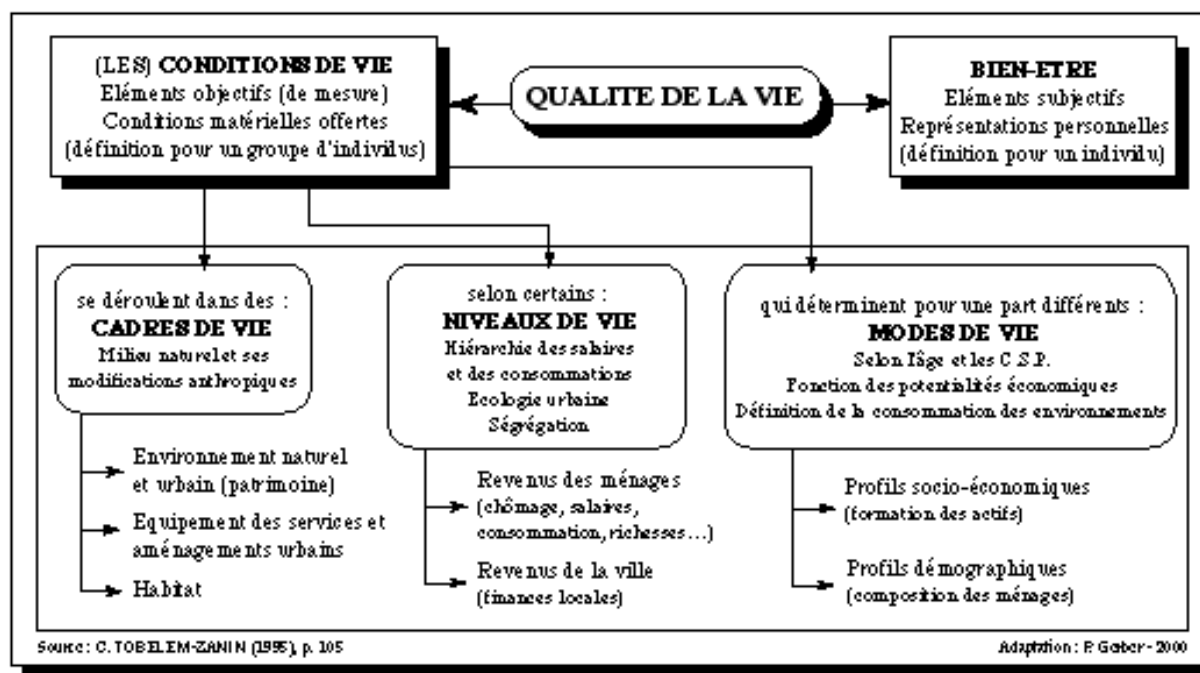 (LES) CONDITIONS DE VIE
Eléments objectifs (de mesure)
Conditions matérielles offertes
(définition pour un groupe d'individus)
QUALITE DE LA VIE
BIEN-ETRE
Eléments subjectifs
Représentations personnelles
(définition pour un individu)
se déroulent dans des :
CADRES DE VIE
Milieu naturel et ses
modifications anthropiques
selon certains :
NIVEAUX DE VIE
Hiérarchie des salaires
et des consommations
Ecologie urbaine
Ségrégation
qui déterminent pour une part différents :
MODES DE VIE
Selon l'âge et les C.S.P.
Fonction des potentialités économiques
Définition de la consommation des environnements
Environnement naturel
et urbain (patrimoine)
Equipement des services et
aménagements urbains
Habitat
Revenus des ménages
(chômage, salaires,
consommation, richesses...)
Revenus de la ville
(finances locales)
Profils socio-économiques
(formation des actifs)
Profils démographiques
(composition des ménages)
Source : C. TOBELEM-ZANIN (1995), p. 105
Adaptation : P. Gerber - 2000